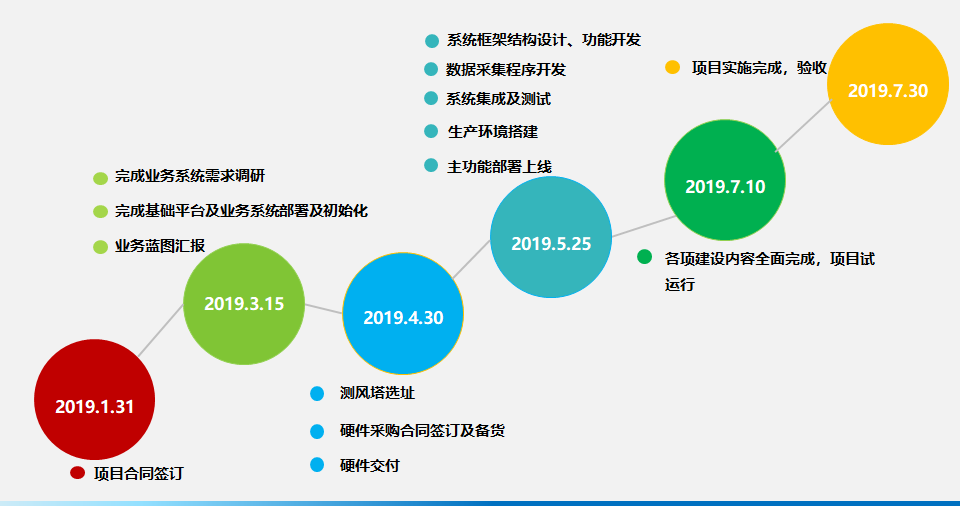 系统框架结构设计、功能开发
数据采集程序开发
系统集成及测试
生产环境搭建
主功能部署上线
项目实施完成，验收
2019.7.30
2019.7.10
各项建设内容全面完成，项目试
运行
2019.5.25
完成业务系统需求调研
完成基础平台及业务系统部署及初始化
业务蓝图汇报
2019.3.15
2019.4.30
测风塔选址
硬件采购合同签订及备货
硬件交付
2019.1.31
项目合同签订